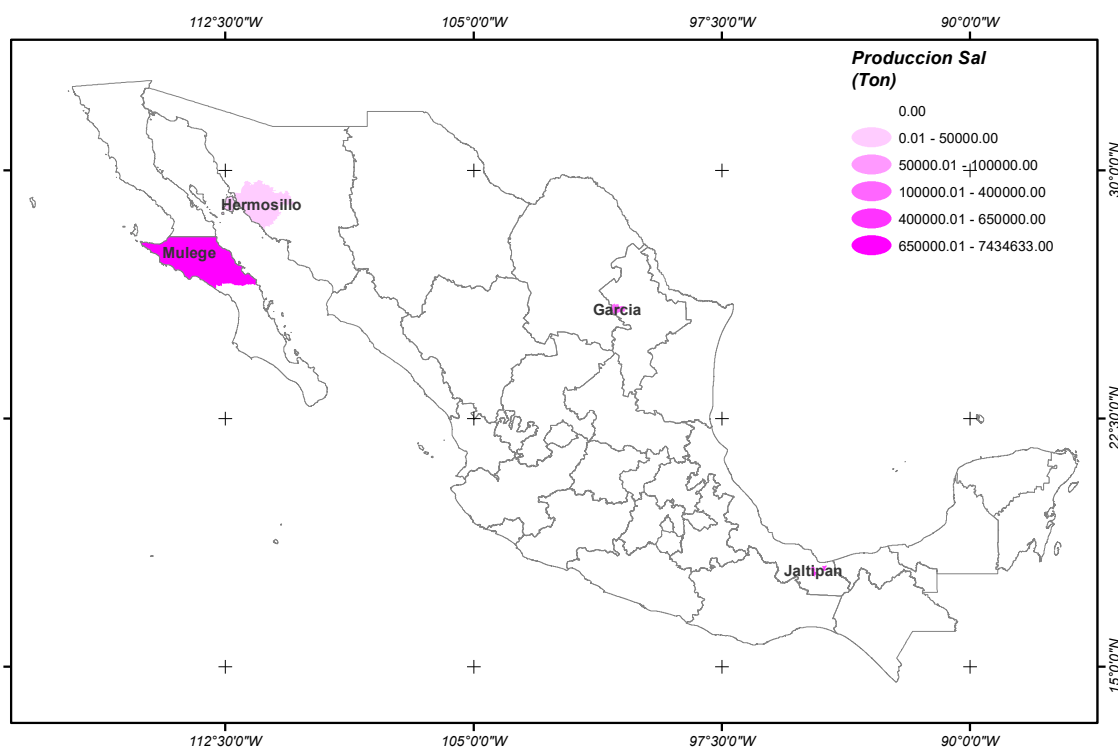 112°30'0"W 105°0'0"W 97°30'0"W 90°0'0"W
Produccion Sal
(Ton)
0.00
0.01 - 50000.00
50000.01 - 100000.00
100000.01 - 400000.00
400000.01 - 650000.00
650000.01 - 7434633.00
30°0'0"N
Hermosillo
Mulege
Garcia
22°30'0"N
Jaltipan
15°0'0"N
112°30'0"W 105°0'0"W 97°30'0"W 90°0'0"W